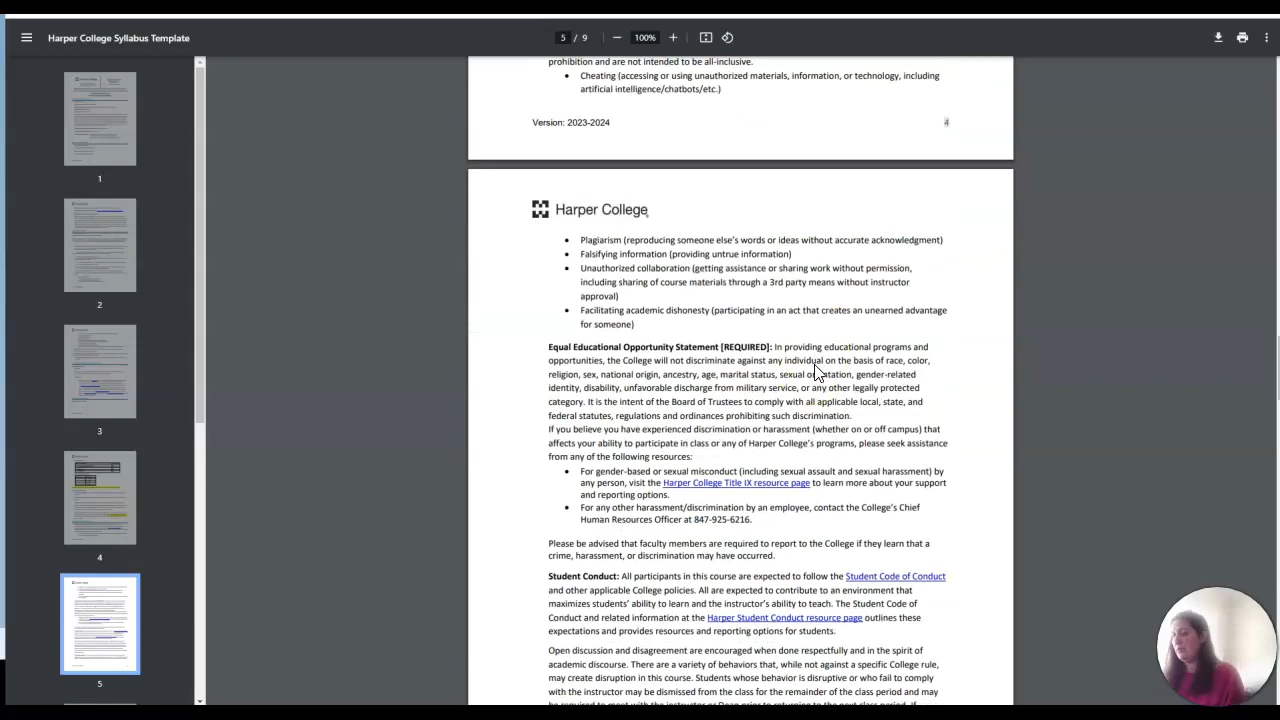 Harper College Syllabus Template
5 / 9
100%
1
2
3
4
5
prohibition and are not intended to be all-inclusive.
• Cheating (accessing or using unauthorized materials, information, or technology, including
artificial intelligence/chatbots/etc.)
Version: 2023-2024
4
Harper College
• Plagiarism (reproducing someone else's words or ideas without accurate acknowledgment)
• Falsifying information (providing untrue information)
• Unauthorized collaboration (getting assistance or sharing work without permission,
including sharing of course materials through a 3rd party means without instructor
approval)
• Facilitating academic dishonesty (participating in an act that creates an unearned advantage
for someone)
Equal Educational Opportunity Statement [REQUIRED]: In providing educational programs and
opportunities, the College will not discriminate against any individual on the basis of race, color,
religion, sex, national origin, ancestry, age, marital status, sexual orientation, gender-related
identity, disability, unfavorable discharge from military service, or any other legally protected
category. It is the intent of the Board of Trustees to comply with all applicable local, state, and
federal statutes, regulations and ordinances prohibiting such discrimination.
If you believe you have experienced discrimination or harassment (whether on or off campus) that
affects your ability to participate in class or any of Harper College's programs, please seek assistance
from any of the following resources:
• For gender-based or sexual misconduct (including sexual assault and sexual harassment) by
any person, visit the Harper College Title IX resource page to learn more about your support
and reporting options.
• For any other harassment/discrimination by an employee, contact the College's Chief
Human Resources Officer at 847-925-6216.
Please be advised that faculty members are required to report to the College if they learn that a
crime, harassment, or discrimination may have occurred.
Student Conduct: All participants in this course are expected to follow the Student Code of Conduct
and other applicable College policies. All are expected to contribute to an environment that
maximizes students' ability to learn and the instructor's ability to teach. The Student Code of
Conduct and related information at the Harper Student Conduct resource page outlines these
expectations and provides resources and reporting options for students.
Open discussion and disagreement are encouraged when done respectfully and in the spirit of
academic discourse. There are a variety of behaviors that, while not against a specific College rule,
may create disruption in this course. Students whose behavior is disruptive or who fail to comply
with the instructor may be dismissed from the class for the remainder of the class period and may
be required to meet with the instructor or Dean prior to returning to the next class period. If